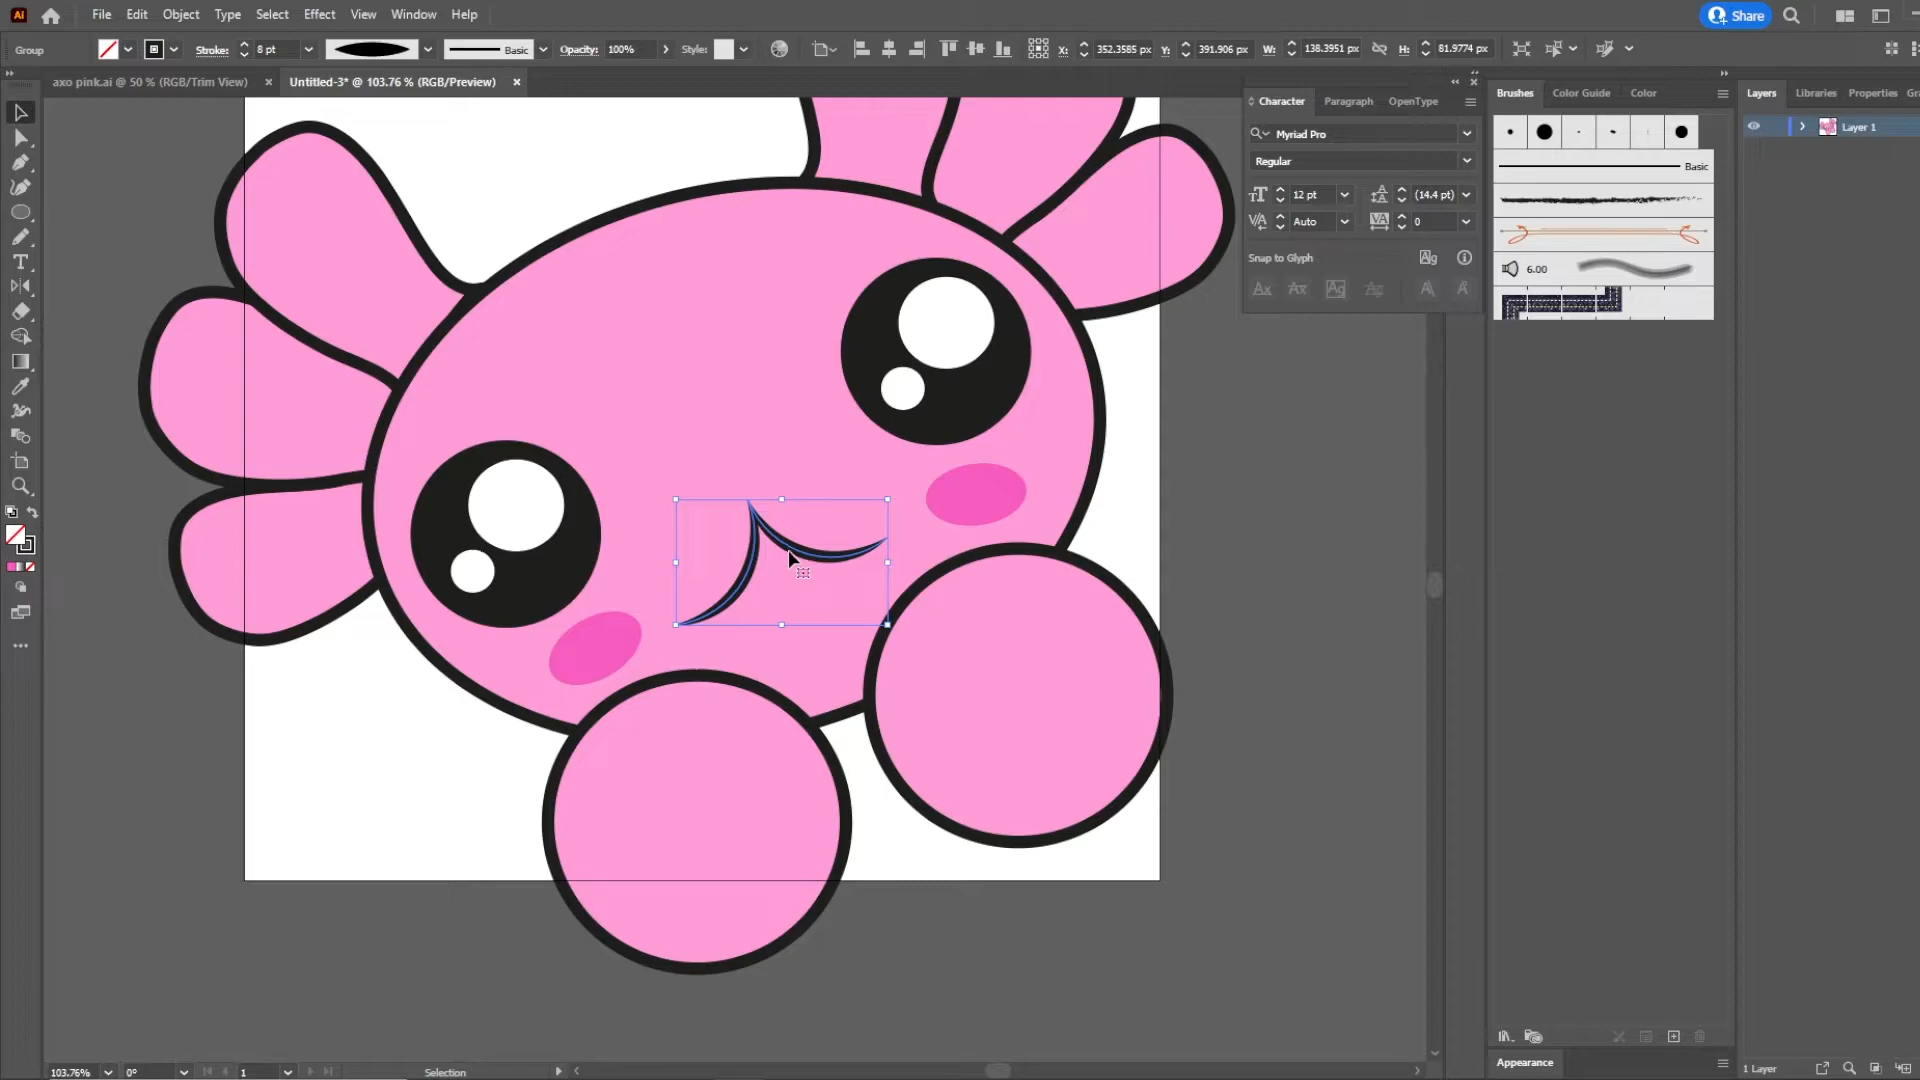 Ai File Edit Object Type Select Effect View Window Help Share
Group Stroke: 8 pt Basic Opacity: 100% Style: X: 352.3585 px Y: 391.906 px W: 138.3951 px H: 81.9774 px
axo pink.ai @ 50 % (RGB/Trim View) × Untitled-3* @ 103.76 % (RGB/Preview) ×
Character Paragraph OpenType
Myriad Pro
Regular
12 pt (14.4 pt)
Auto 0
Snap to Glyph
Brushes Color Guide Color
Basic
6.00
Layers Libraries Properties Gra
Layer 1
Appearance
1 Layer
103.76% 0° 1 Selection